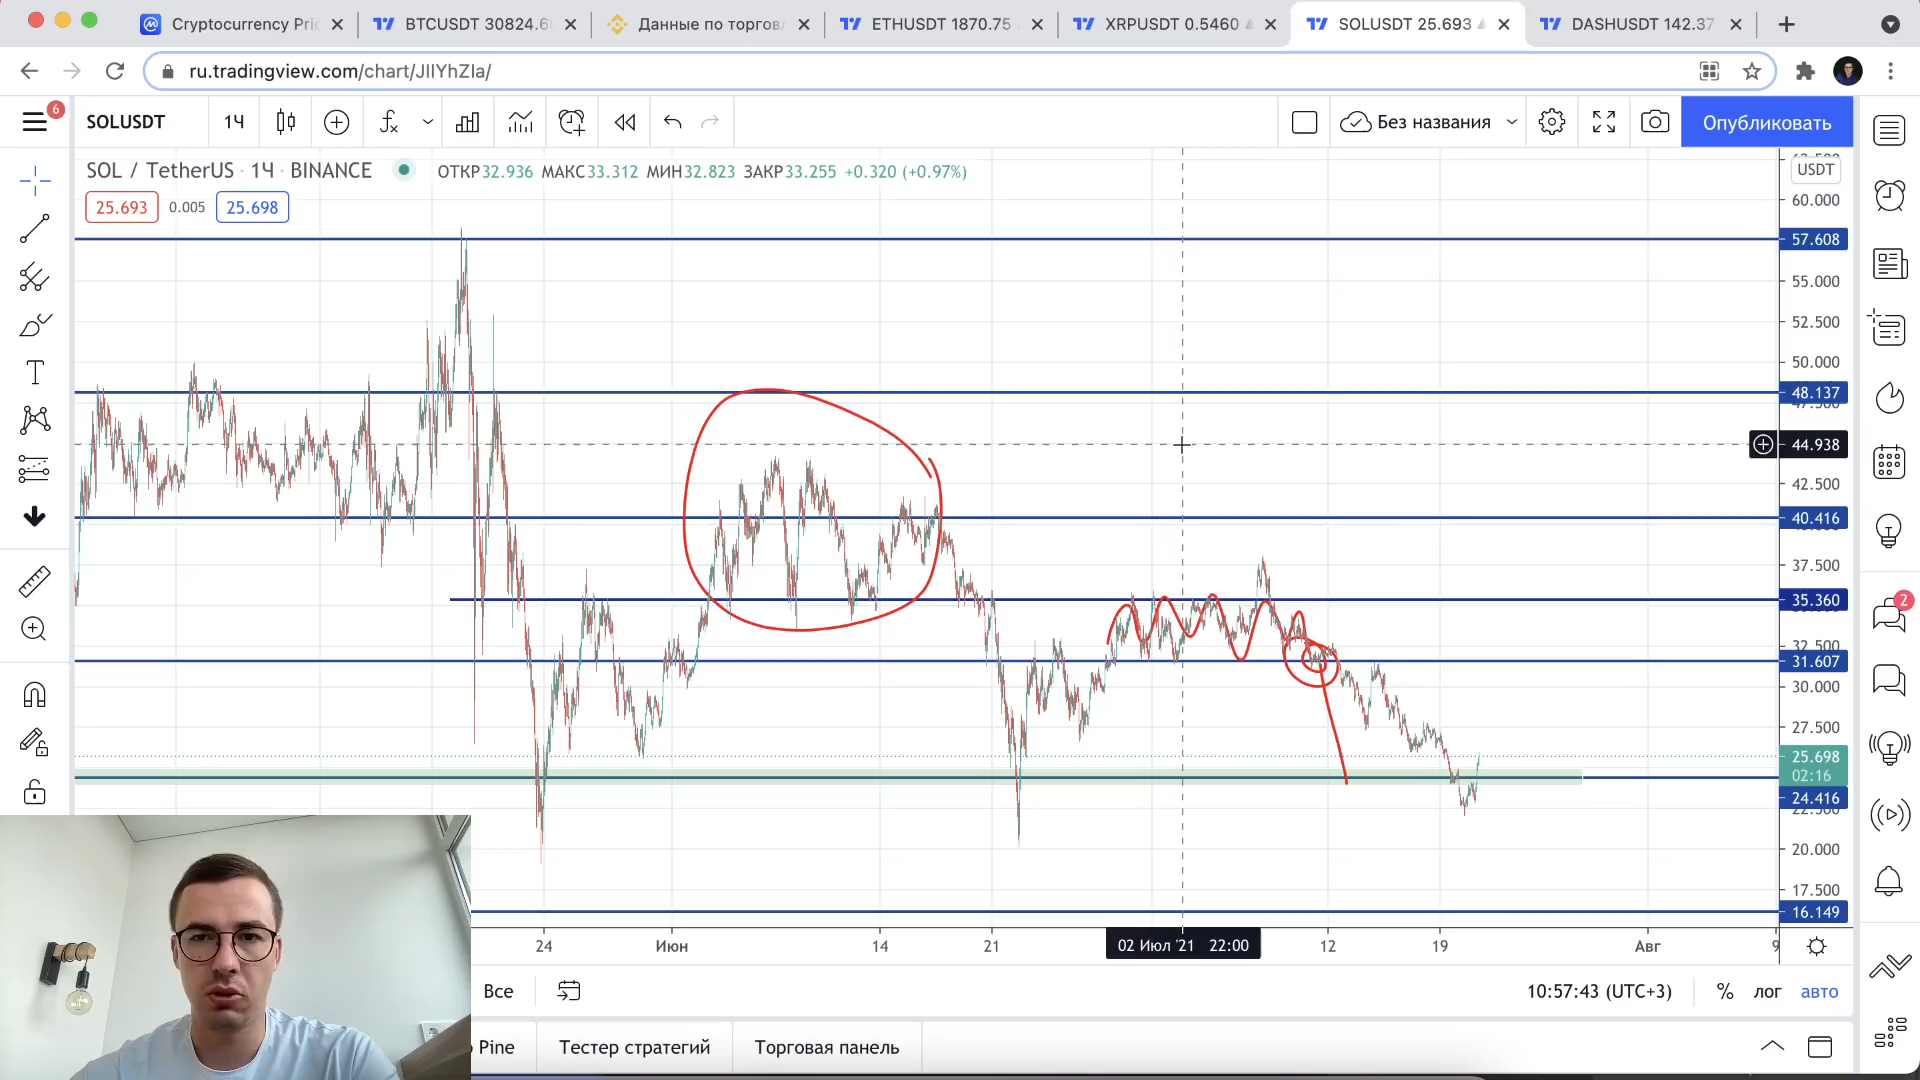 Cryptocurrency Pri
BTCUSDT 30824.6
Данные по торгов
ETHUSDT 1870.75
XRPUSDT 0.5460
SOLUSDT 25.693
DASHUSDT 142.37
ru.tradingview.com/chart/JIIYhZla/
6
SOLUSDT
1Ч
Без названия
Опубликовать
SOL / TetherUS · 1Ч · BINANCE
ОТКР32.936 МАКС33.312 МИН32.823 ЗАКР33.255 +0.320 (+0.97%)
25.693
0.005
25.698
USDT
60.000
57.608
55.000
52.500
50.000
48.137
44.938
42.500
40.416
37.500
35.360
32.500
31.607
30.000
27.500
25.698
02:16
24.416
20.000
17.500
16.149
2
24
Июн
14
21
02 Июл '21 22:00
12
19
Авг
9
Все
10:57:43 (UTC+3)
%
лог
авто
Pine
Тестер стратегий
Торговая панель